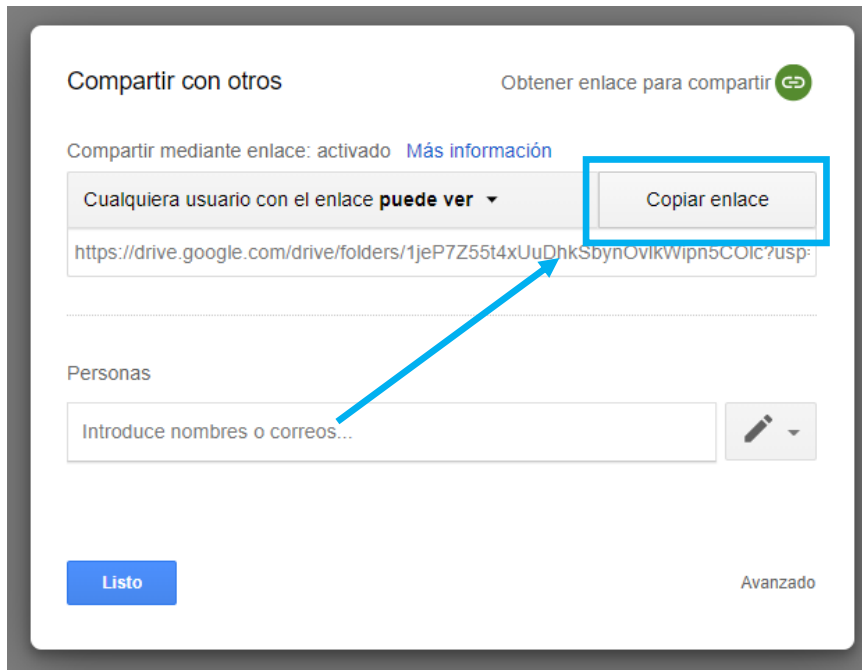 Compartir con otros
Obtener enlace para compartir
Compartir mediante enlace: activado Más información
Cualquiera usuario con el enlace puede ver
Copiar enlace
https://drive.google.com/drive/folders/1jeP7Z55t4xUuDhkSbynOvlkWipn5COlc?usp=
Personas
Introduce nombres o correos...
Listo
Avanzado